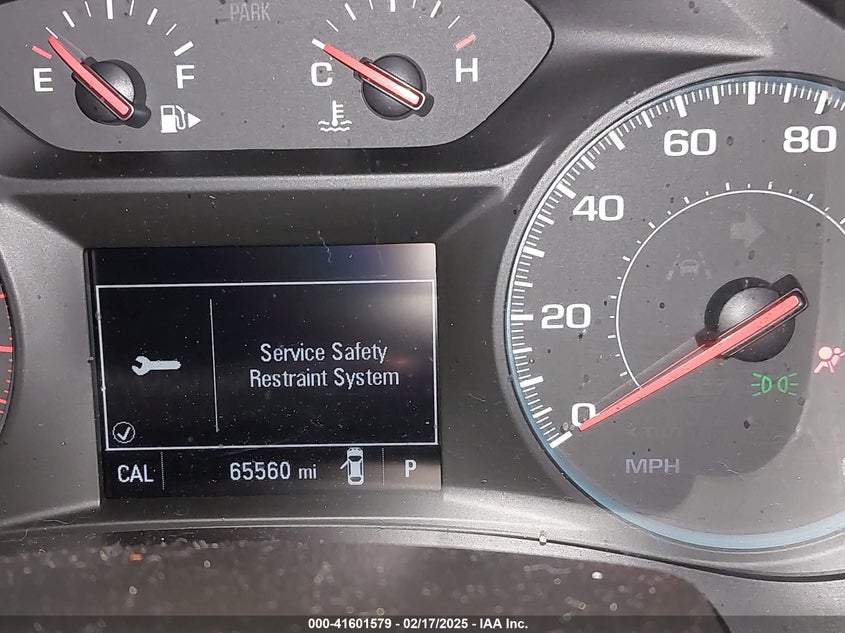 PARK
E
F
C
H
60
80
40
20
0
MPH
Service Safety
Restraint System
CAL
65560 mi
P
000-41601579 - 02/17/2025 - IAA Inc.